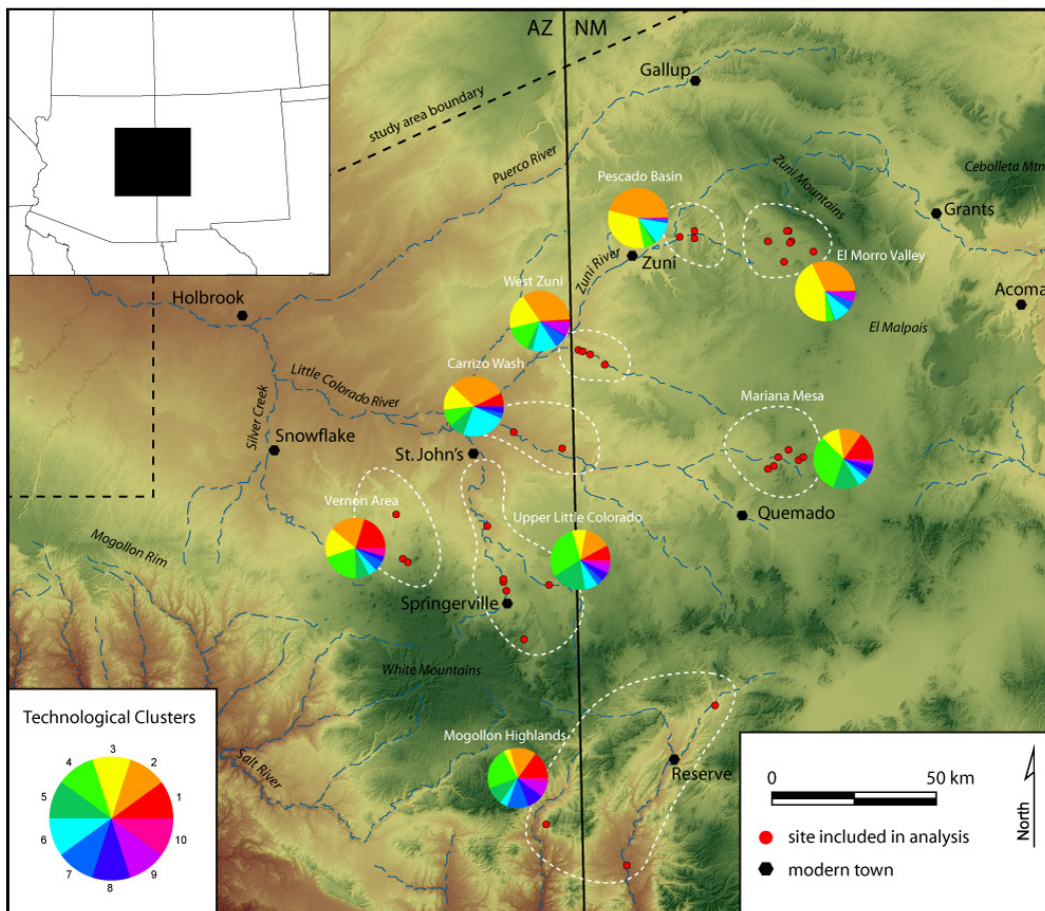 AZ
NM
Gallup
study area boundary
Puerco River
Zuni Mountains
Cebolleta Mtn
Pescado Basin
Grants
Zuni River
Zuni
El Morro Valley
West Zuni
Holbrook
Acoma
El Malpais
Little Colorado River
Carrizo Wash
Silver Creek
Mariana Mesa
Snowflake
St. John's
Vernon Area
Upper Little Colorado
Quemado
Mogollon Rim
Springerville
White Mountains
Mogollon Highlands
Salt River
Reserve
Technological Clusters
3
4
2
5
1
6
10
7
9
8
0
50 km
site included in analysis
modern town
North